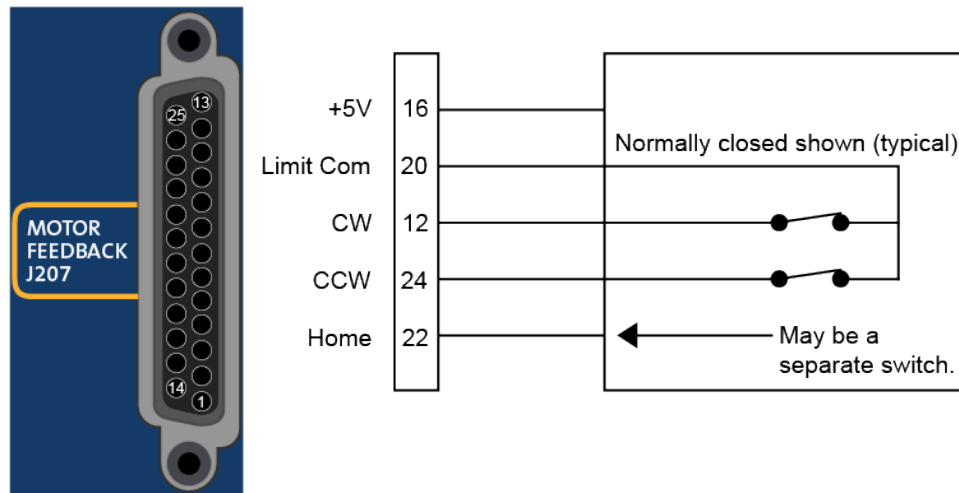 25
13
MOTOR
FEEDBACK
J207
14
1
+5V 16
Normally closed shown (typical)
Limit Com 20
CW 12
CCW 24
Home 22
May be a
separate switch.